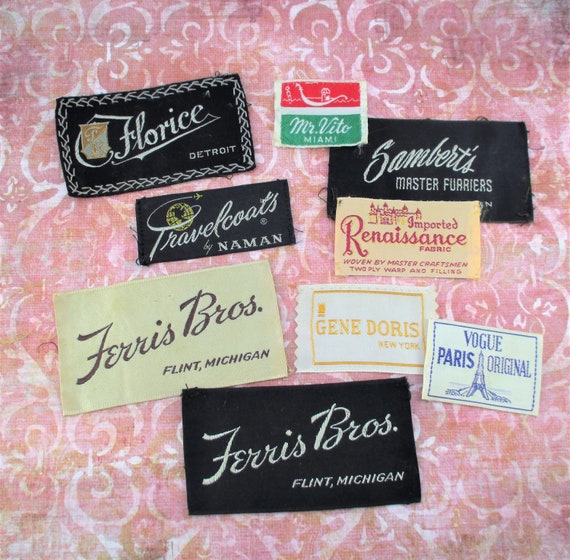 Florice
DETROIT
Mr. Vito
MIAMI
Sambert's
MASTER FURRIERS
Travelcoats ®
by NAMAN
Imported
Renaissance
FABRIC
WOVEN BY MASTER CRAFTSMEN
TWO PLY WARP AND FILLING
Ferris Bros.
FLINT, MICHIGAN
GENE DORIS
NEW YORK
VOGUE
PARIS ORIGINAL
Ferris Bros.
FLINT, MICHIGAN